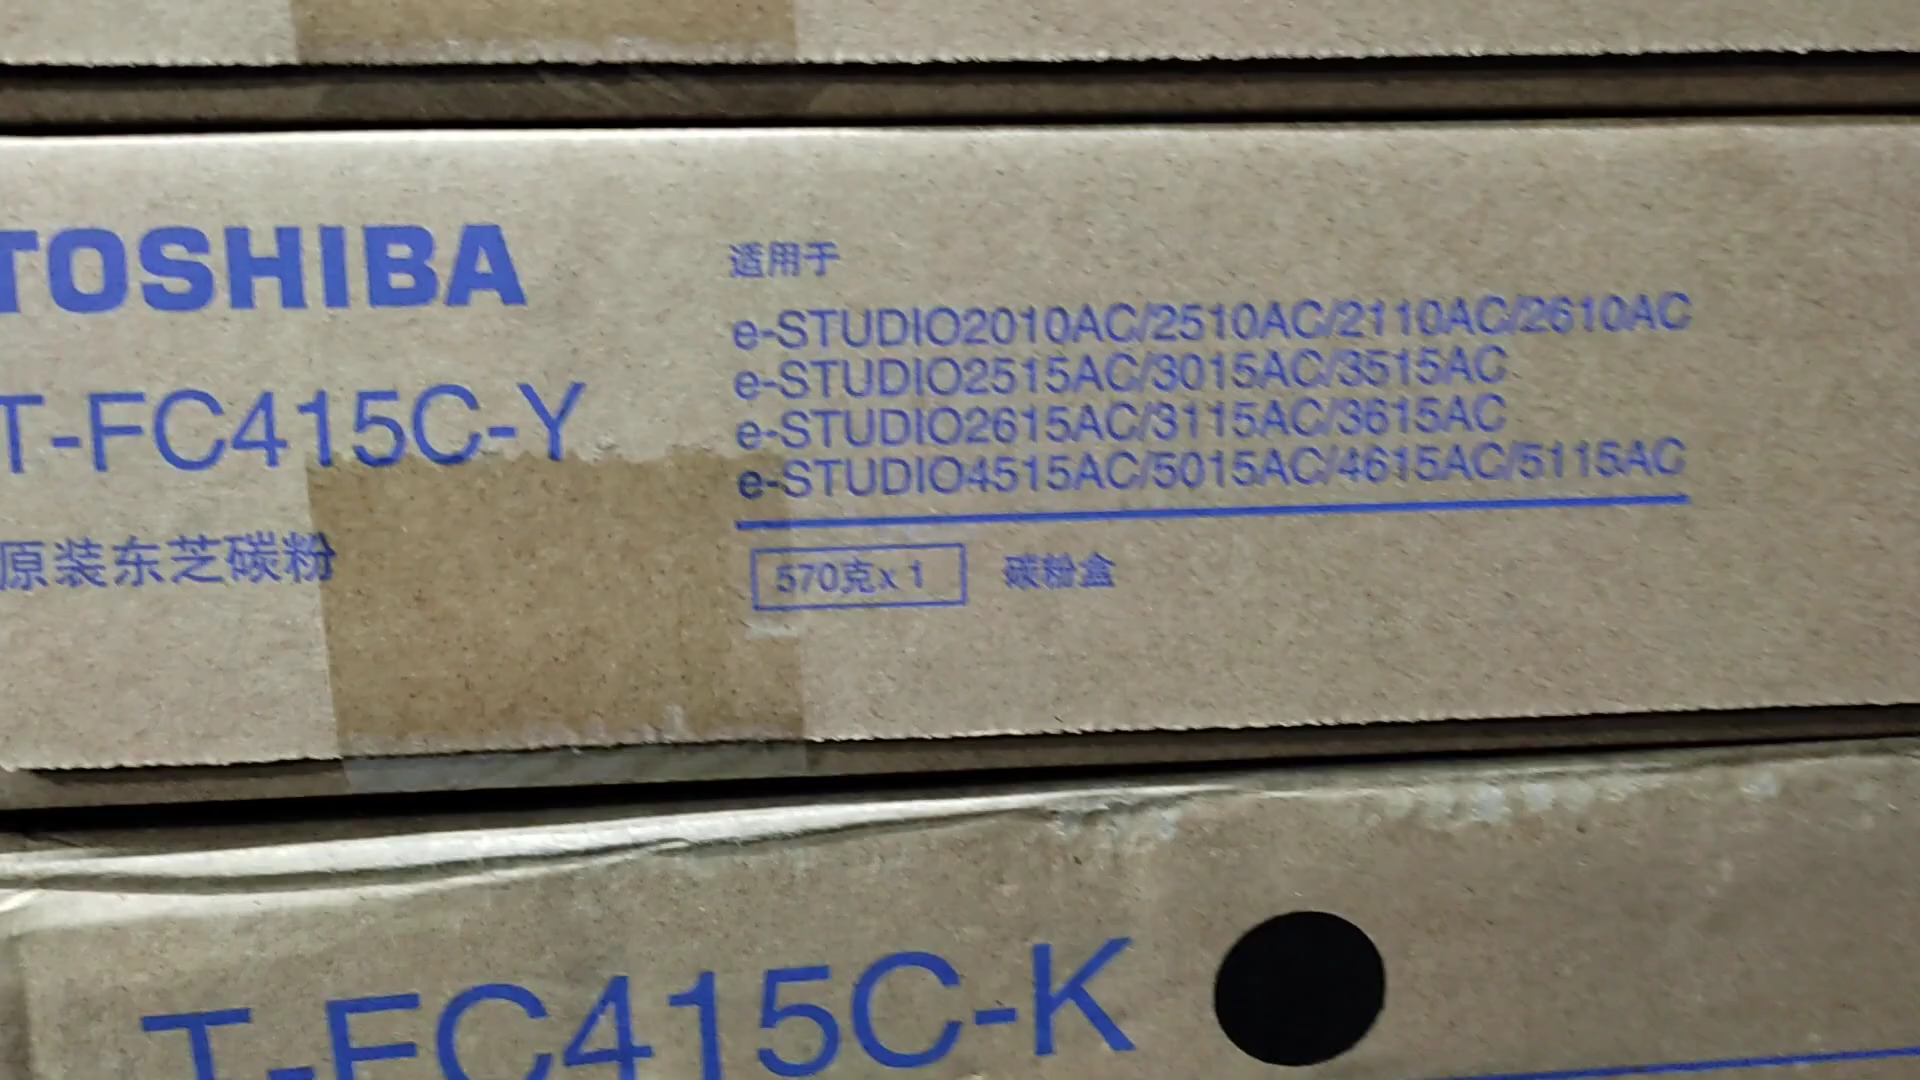 TOSHIBA
T-FC415C-Y
原装东芝碳粉
适用于
e-STUDIO2010AC/2510AC/2110AC/2610AC
e-STUDIO2515AC/3015AC/3515AC
e-STUDIO2615AC/3115AC/3615AC
e-STUDIO4515AC/5015AC/4615AC/5115AC
570克x 1 碳粉盒
T-FC415C-K